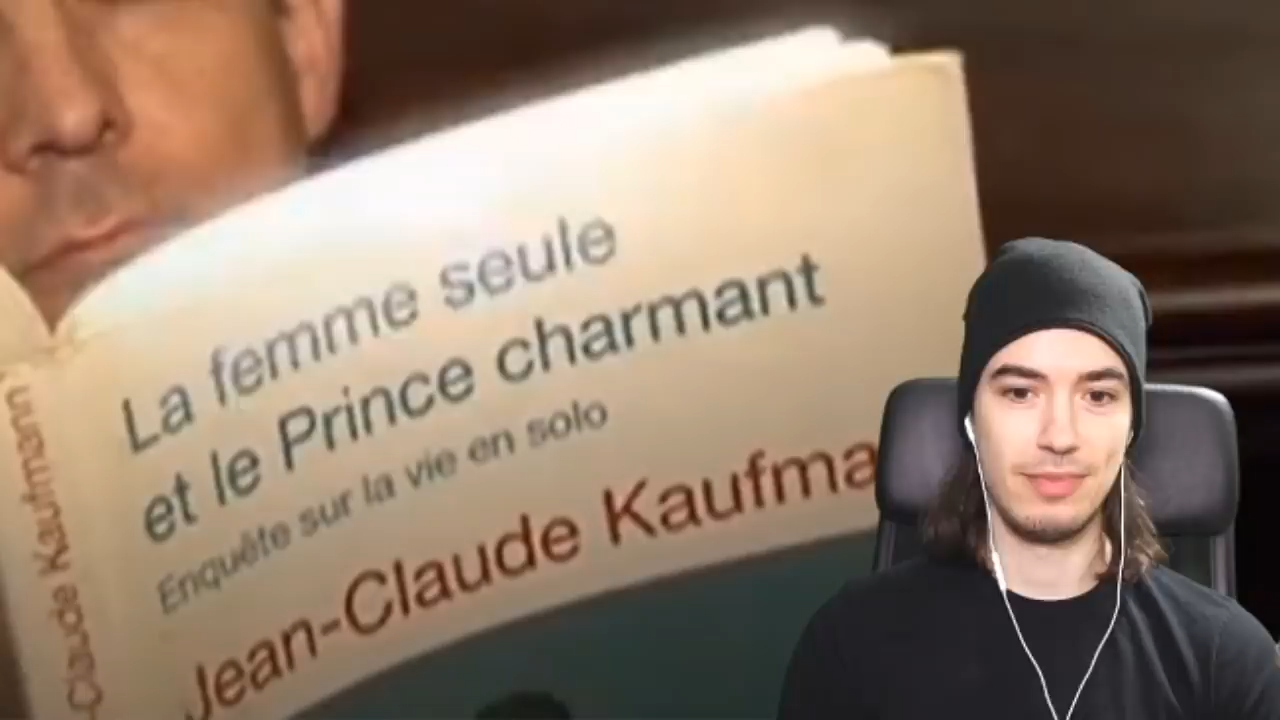 La femme seule
et le Prince charmant
Enquête sur la vie en solo
Jean-Claude Kaufma
Claude Kaufmann